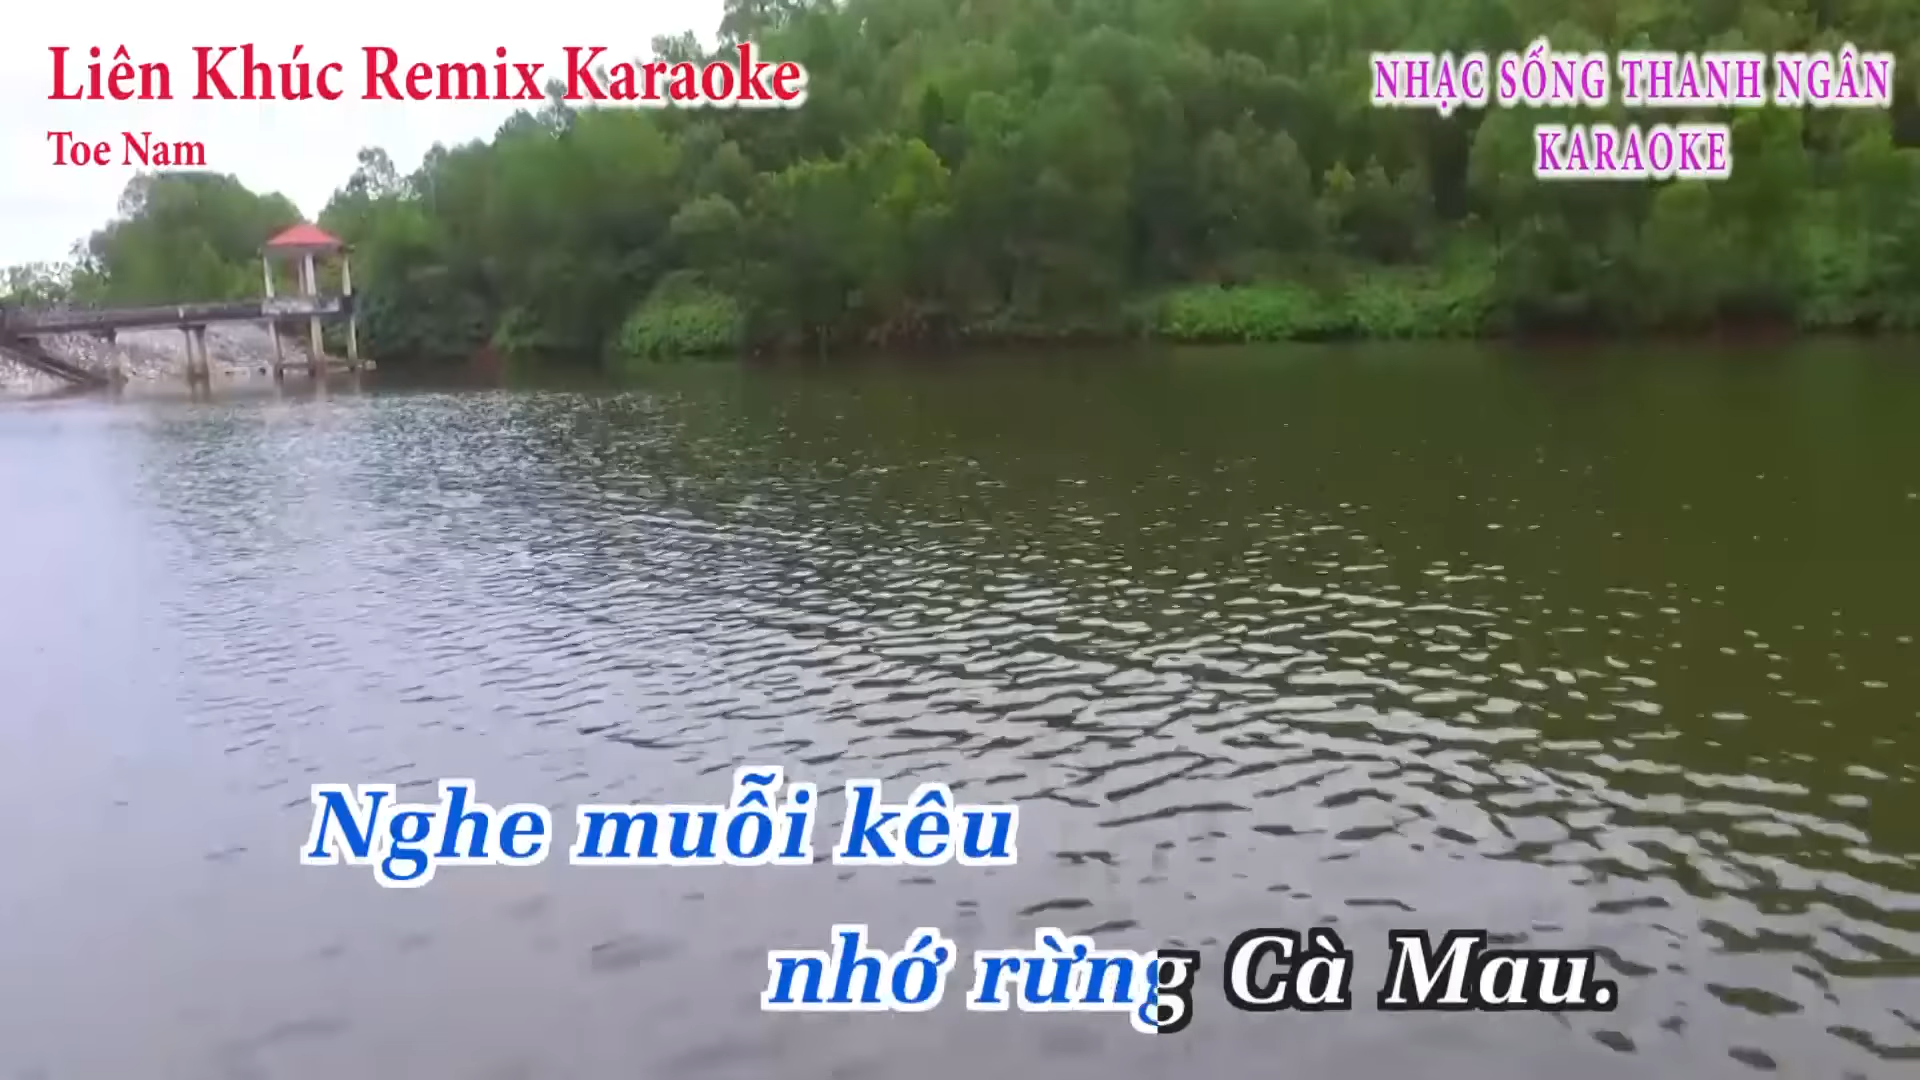 Liên Khúc Remix Karaoke
Toe Nam
NHẠC SỐNG THANH NGÂN
KARAOKE
Nghe muỗi kêu
nhớ rừng Cà Mau.